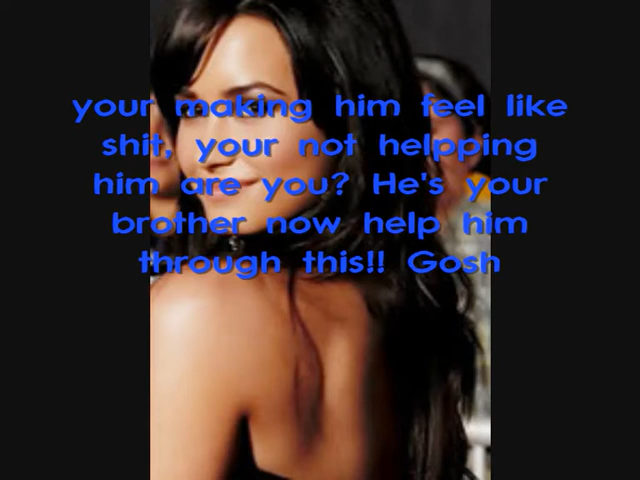 your making him feel like
shit, your not helpping
him are you? He's your
brother now help him
through this!! Gosh